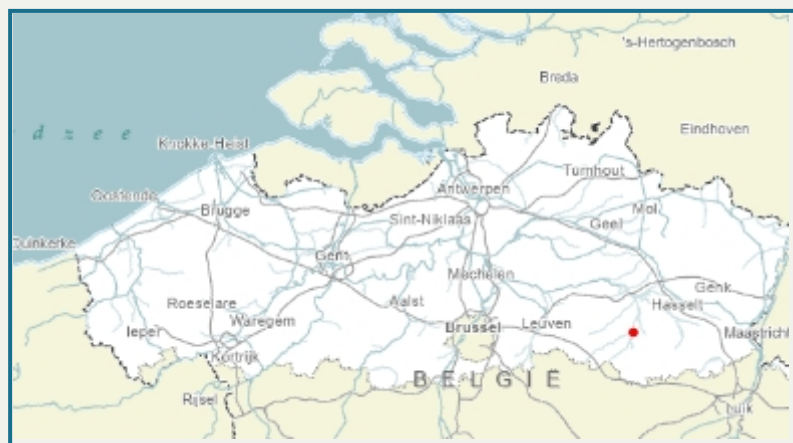 's-Hertogenbosch
Breda
Eindhoven
d z e e
Knokke-Heist
Turnhout
Antwerpen
Oostende
Mol
Brugge
Sint-Niklaas
Geel
Duinkerke
Gent
Mechelen
Genk
Roeselare
Aalst
Hasselt
Ieper
Waregem
Brussel
Leuven
Maastricht
Kortrijk
BELGIË
Rijsel
Luik